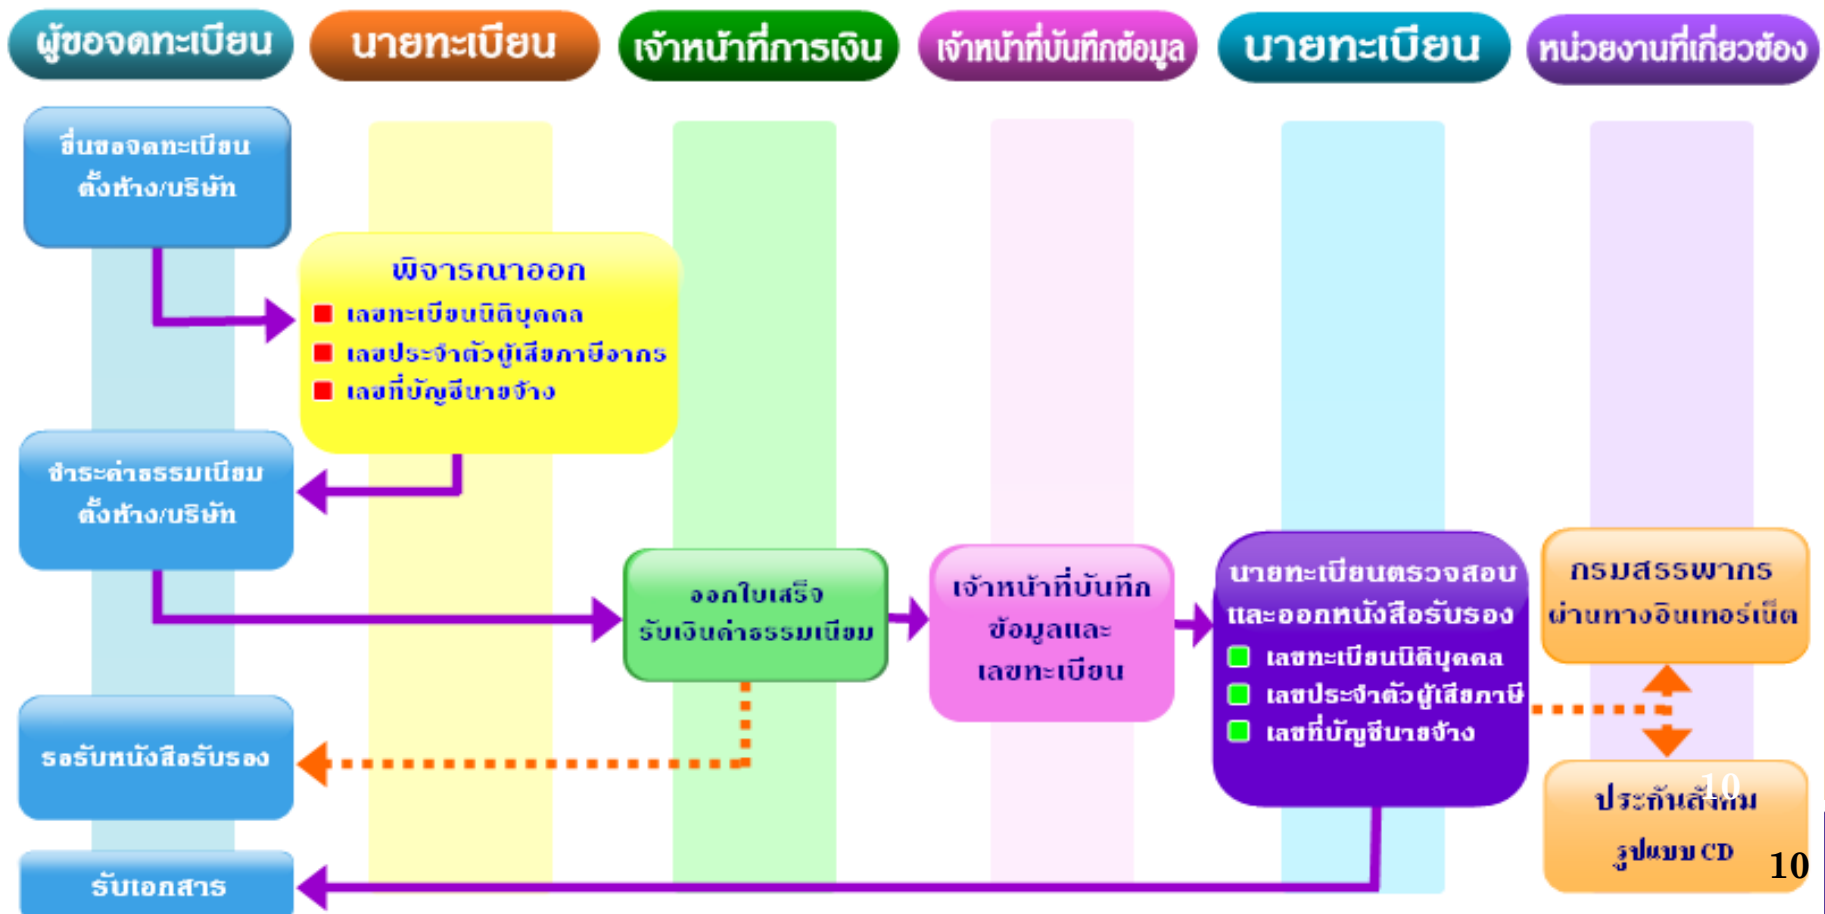 ผู้ขอจดทะเบียน
นายทะเบียน
เจ้าหน้าที่การเงิน
เจ้าหน้าที่บันทึกข้อมูล
นายทะเบียน
หน่วยงานที่เกี่ยวข้อง
ยื่นขอจดทะเบียน
ตั้งห้าง/บริษัท
พิจารณาออก
เลขทะเบียนนิติบุคคล
เลขประจำตัวผู้เสียภาษีอากร
เลขที่บัญชีนายจ้าง
ชำระค่าธรรมเนียม
ตั้งห้าง/บริษัท
ออกใบเสร็จ
รับเงินค่าธรรมเนียม
เจ้าหน้าที่บันทึก
ข้อมูลและ
เลขทะเบียน
นายทะเบียนตรวจสอบ
และออกหนังสือรับรอง
เลขทะเบียนนิติบุคคล
เลขประจำตัวผู้เสียภาษี
เลขที่บัญชีนายจ้าง
กรมสรรพากร
ผ่านทางอินเทอร์เน็ต
รอรับหนังสือรับรอง
ประกันสังคม
รูปแบบ CD
10
10
รับเอกสาร